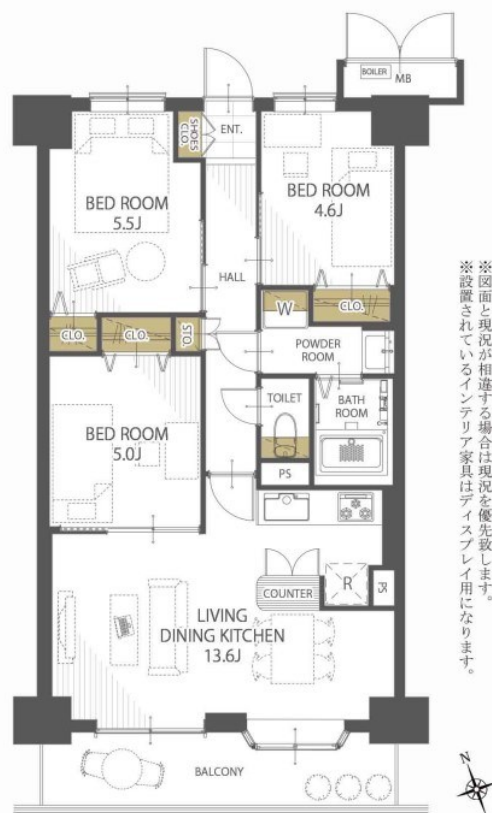 BOILER
MB
SHOES
CLO.
ENT.
BED ROOM
5.5J
BED ROOM
4.6J
HALL
CLO.
CLO.
CLO.
STO.
W
POWDER
ROOM
TOILET
BATH
ROOM
BED ROOM
5.0J
PS
COUNTER
R
PS
LIVING
DINING KITCHEN
13.6J
BALCONY
N
※図面と現況が相違する場合は現況を優先致します。
※設置されているインテリア家具はディスプレイ用になります。